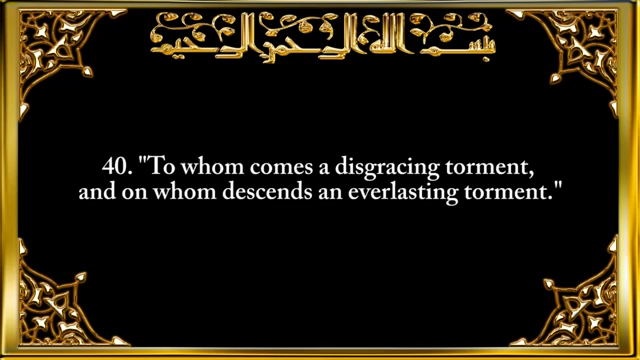 بسم الله الرحمن الرحيم
40. "To whom comes a disgracing torment,
and on whom descends an everlasting torment."